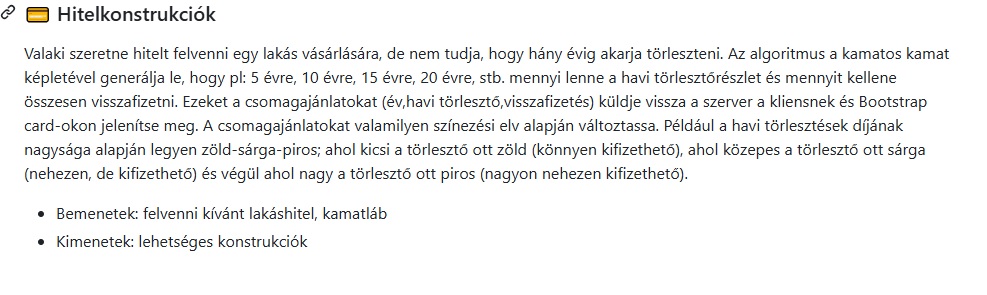 Hitelkonstrukciók
Valaki szeretne hitelt felvenni egy lakás vásárlására, de nem tudja, hogy hány évig akarja törleszteni. Az algoritmus a kamatos kamat
képletével generálja le, hogy pl: 5 évre, 10 évre, 15 évre, 20 évre, stb. mennyi lenne a havi törlesztőrészlet és mennyit kellene
összesen visszafizetni. Ezeket a csomagajánlatokat (év,havi törlesztő,visszafizetés) küldje vissza a szerver a kliensnek és Bootstrap
card-okon jelenítse meg. A csomagajánlatokat valamilyen színezési elv alapján változtassa. Például a havi törlesztések díjának
nagysága alapján legyen zöld-sárga-piros; ahol kicsi a törlesztő ott zöld (könnyen kifizethető), ahol közepes a törlesztő ott sárga
(nehezen, de kifizethető) és végül ahol nagy a törlesztő ott piros (nagyon nehezen kifizethető).
• Bemenetek: felvenni kívánt lakáshitel, kamatláb
• Kimenetek: lehetséges konstrukciók